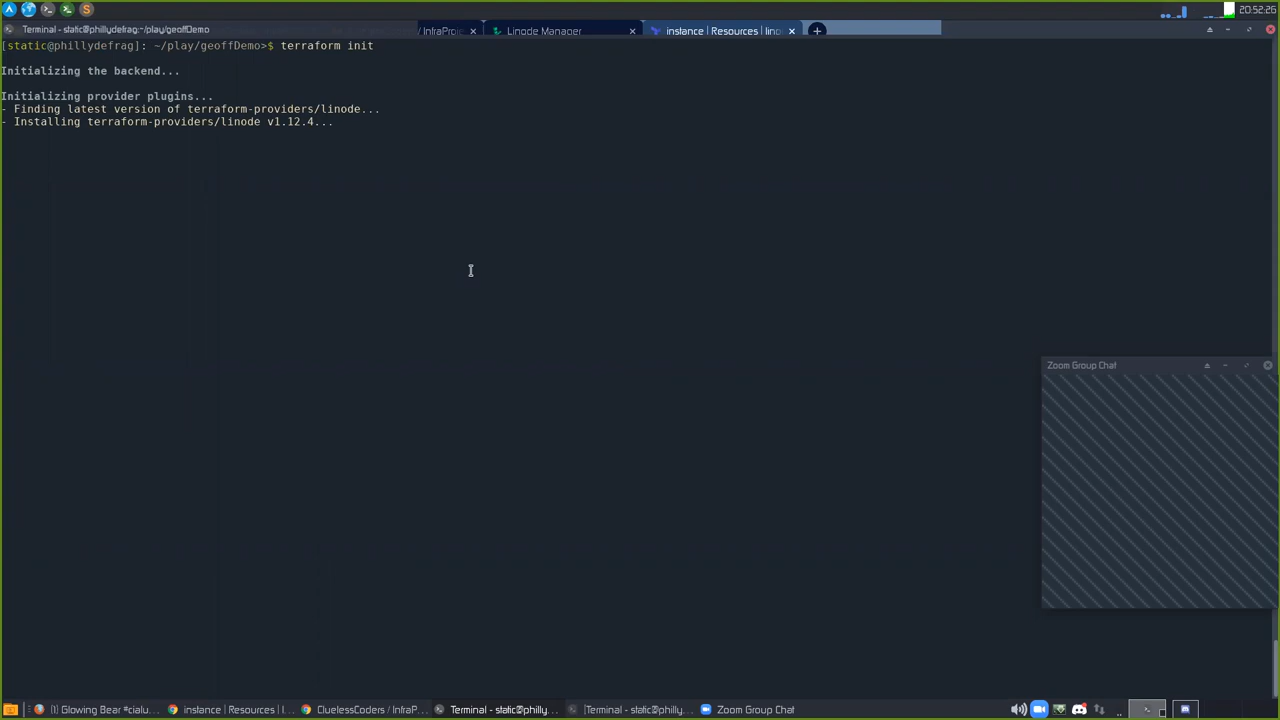 20:52:26
Terminal - static@phillydefrag:~/play/geoffDemo
/ InfraProj
Linode Manager
instance | Resources | lino
[static@phillydefrag]: ~/play/geoffDemo>$ terraform init
Initializing the backend...
Initializing provider plugins...
- Finding latest version of terraform-providers/linode...
- Installing terraform-providers/linode v1.12.4...
Zoom Group Chat
(1) Glowing Bear #cialu...
instance | Resources | l...
CluelessCoders / InfraP...
Terminal - static@philly...
[Terminal - static@philly...
Zoom Group Chat